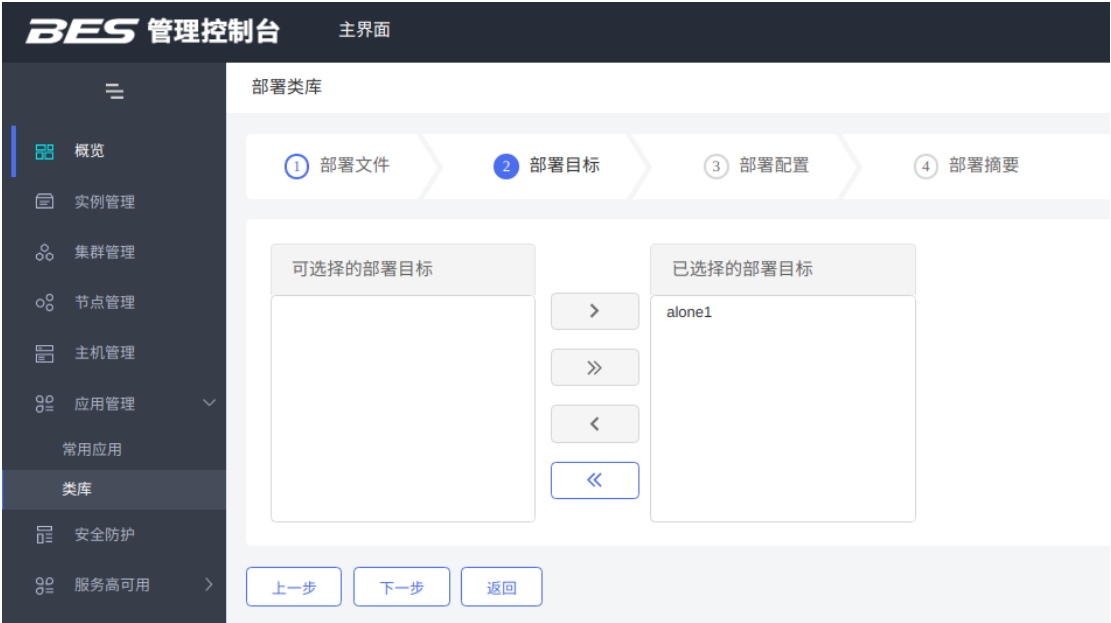 BES 管理控制台 主界面
部署类库
概览
实例管理
集群管理
节点管理
主机管理
应用管理
常用应用
类库
安全防护
服务高可用
1 部署文件 2 部署目标 3 部署配置 4 部署摘要
可选择的部署目标
已选择的部署目标
alone1
上一步 下一步 返回